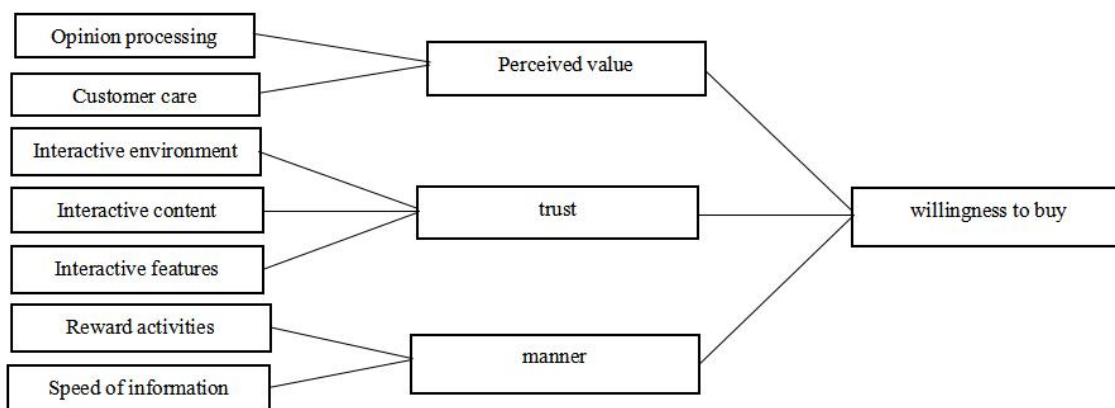 Opinion processing
Customer care
Interactive environment
Interactive content
Interactive features
Reward activities
Speed of information
Perceived value
trust
manner
willingness to buy